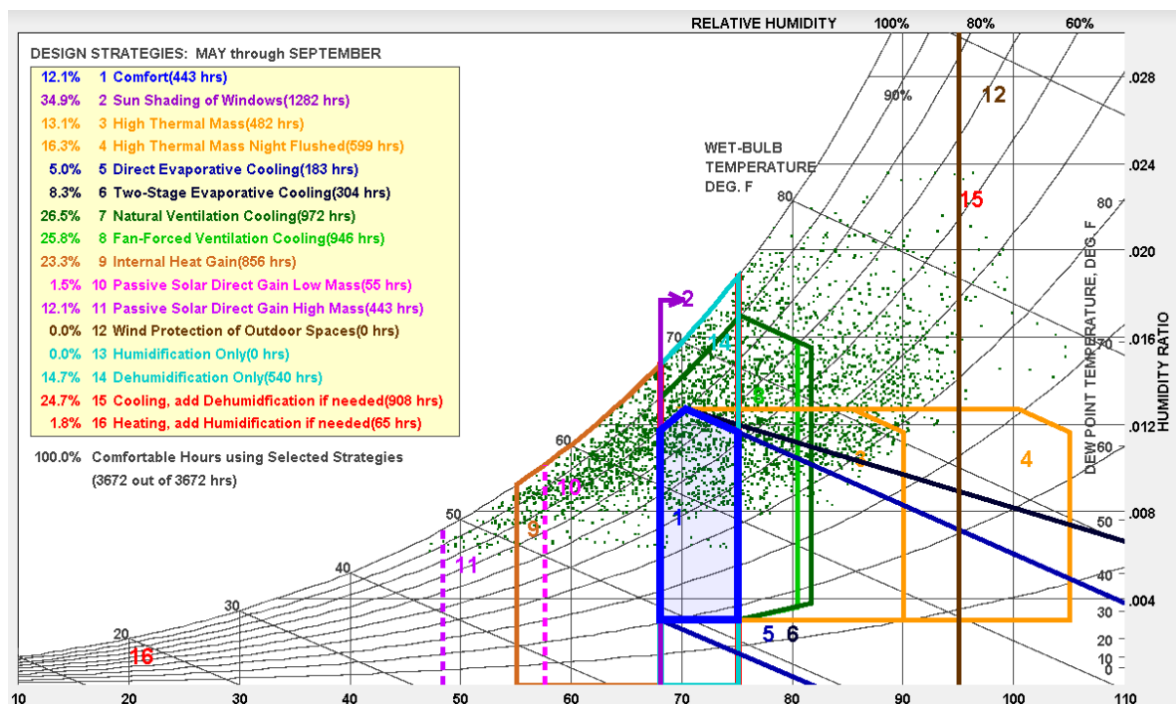 RELATIVE HUMIDITY 100% 80% 60%
DESIGN STRATEGIES: MAY through SEPTEMBER
12.1% 1 Comfort(443 hrs)
34.9% 2 Sun Shading of Windows(1282 hrs)
13.1% 3 High Thermal Mass(482 hrs)
16.3% 4 High Thermal Mass Night Flushed(599 hrs)
5.0% 5 Direct Evaporative Cooling(183 hrs)
8.3% 6 Two-Stage Evaporative Cooling(304 hrs)
26.5% 7 Natural Ventilation Cooling(972 hrs)
25.8% 8 Fan-Forced Ventilation Cooling(946 hrs)
23.3% 9 Internal Heat Gain(856 hrs)
1.5% 10 Passive Solar Direct Gain Low Mass(55 hrs)
12.1% 11 Passive Solar Direct Gain High Mass(443 hrs)
0.0% 12 Wind Protection of Outdoor Spaces(0 hrs)
0.0% 13 Humidification Only(0 hrs)
14.7% 14 Dehumidification Only(540 hrs)
24.7% 15 Cooling, add Dehumidfication if needed(908 hrs)
1.8% 16 Heating, add Humidification if needed(65 hrs)
100.0% Comfortable Hours using Selected Strategies
(3672 out of 3672 hrs)
WET-BULB
TEMPERATURE
DEG. F
90%
12
15
2
14
7
8
3
4
1
10
9
11
5 6
16
20
30
40
50
60
70
80
.028
.024
.020
.016
.012
.008
.004
HUMIDITY RATIO
DEW POINT TEMPERATURE, DEG. F
80
70
60
50
40
30
20
10
0
10 20 30 40 50 60 70 80 90 100 110